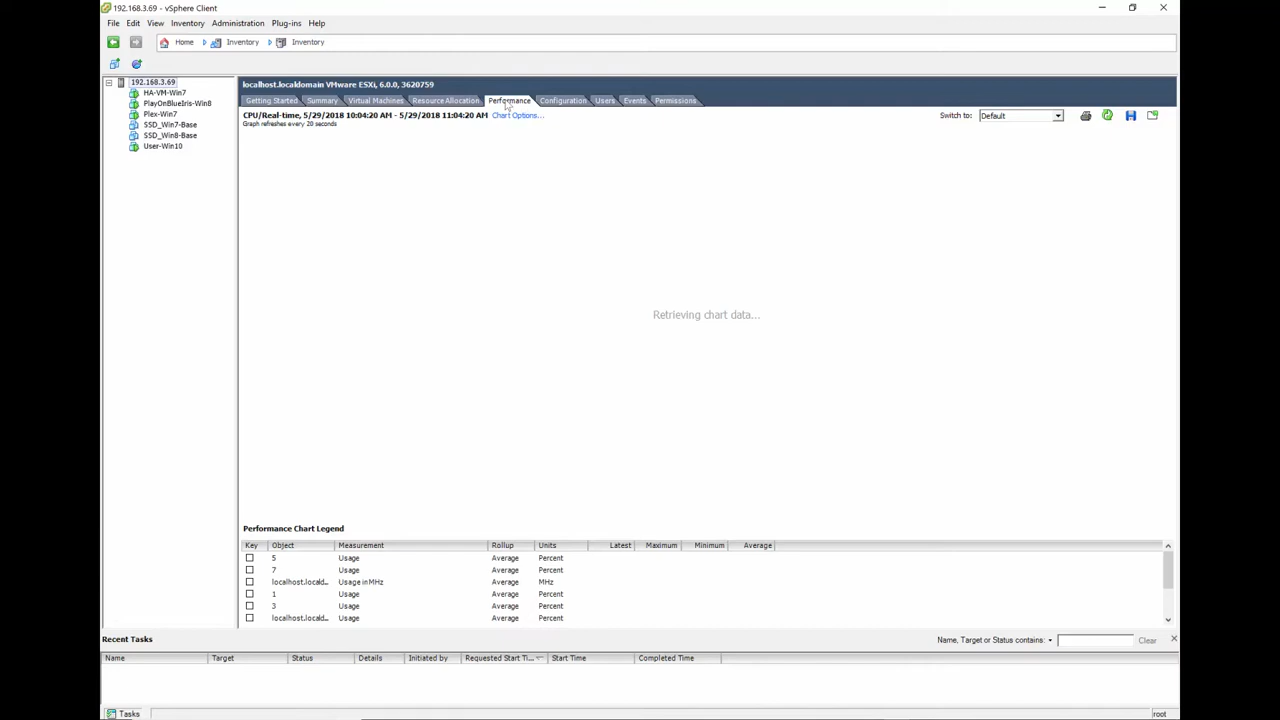 192.168.3.69 - vSphere Client
File Edit View Inventory Administration Plug-ins Help
Home Inventory Inventory
192.168.3.69
HA-VM-Win7
PlayOnBlueIris-Win8
Plex-Win7
SSD_Win7-Base
SSD_Win8-Base
User-Win10
localhost.localdomain VMware ESXi, 6.0.0, 3620759
Getting Started Summary Virtual Machines Resource Allocation Performance Configuration Users Events Permissions
CPU/Real-time, 5/29/2018 10:04:20 AM - 5/29/2018 11:04:20 AM Chart Options... Switch to: Default
Graph refreshes every 20 seconds
Retrieving chart data...
Performance Chart Legend
Key Object Measurement Rollup Units Latest Maximum Minimum Average
5 Usage Average Percent
7 Usage Average Percent
localhost.locald... Usage in MHz Average MHz
1 Usage Average Percent
3 Usage Average Percent
localhost.locald... Usage Average Percent
Recent Tasks Name, Target or Status contains: Clear
Name Target Status Details Initiated by Requested Start Ti... Start Time Completed Time
Tasks root